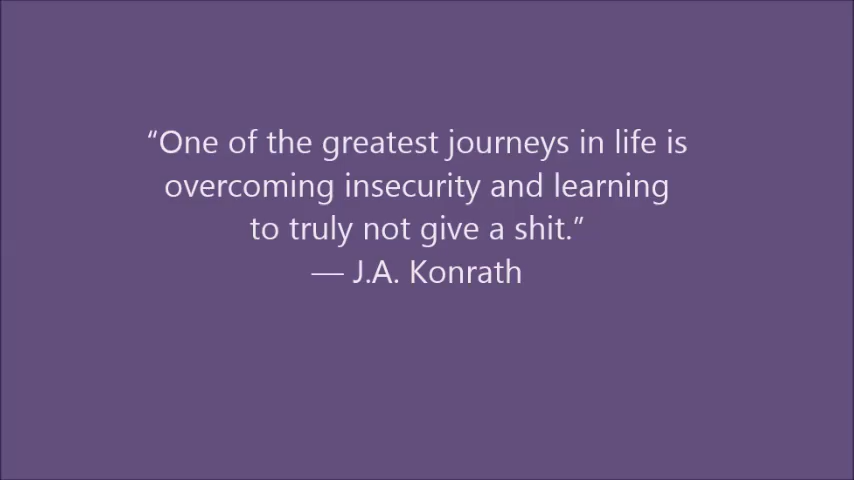 “One of the greatest journeys in life is
overcoming insecurity and learning
to truly not give a shit.”
— J.A. Konrath